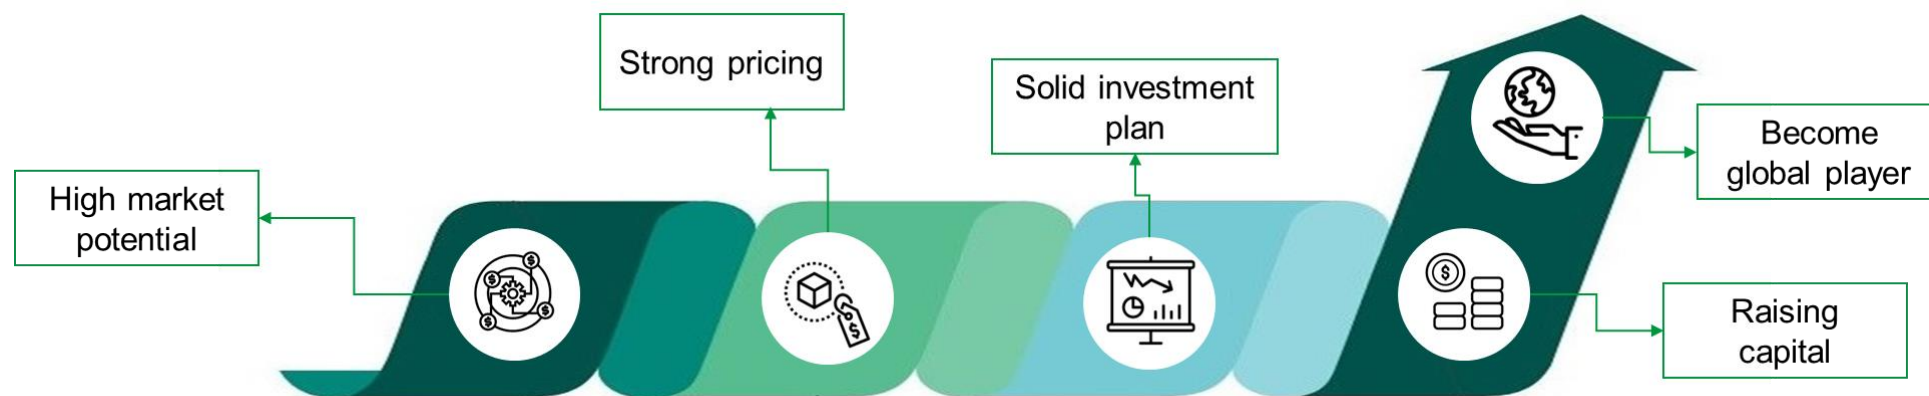 High market
potential
Strong pricing
Solid investment
plan
Become
global player
Raising
capital
$
$
$
$
$
$